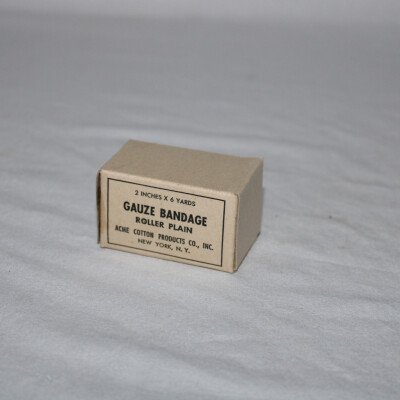 2 INCHES X 6 YARDS
GAUZE BANDAGE
ROLLER PLAIN
ACME COTTON PRODUCTS CO., INC.
NEW YORK, N. Y.